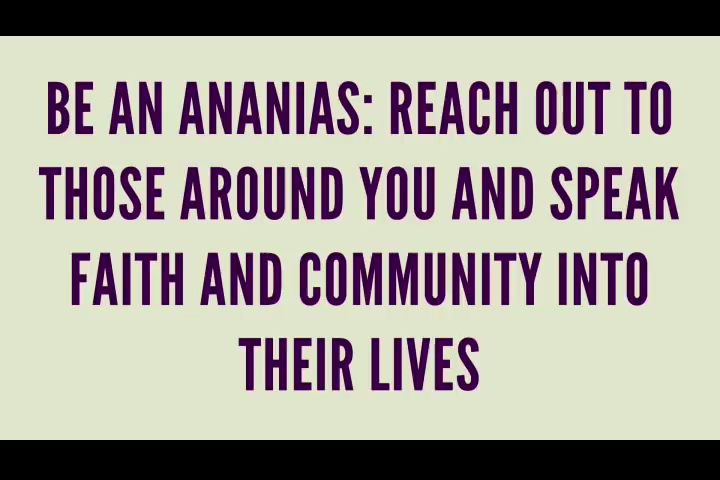 BE AN ANANIAS: REACH OUT TO
THOSE AROUND YOU AND SPEAK
FAITH AND COMMUNITY INTO
THEIR LIVES